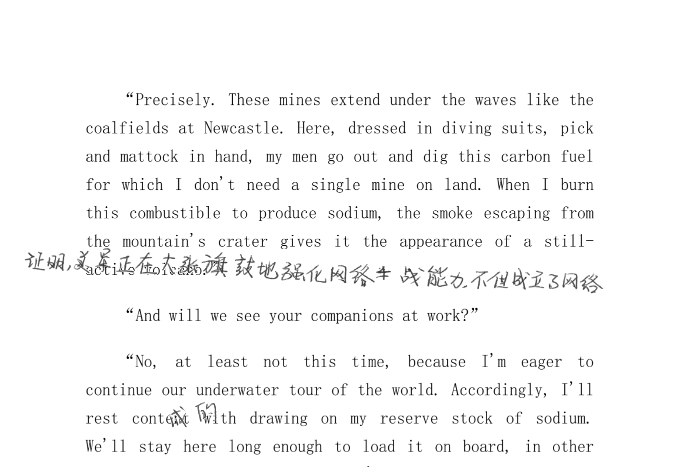 “Precisely. These mines extend under the waves like the
coalfields at Newcastle. Here, dressed in diving suits, pick
and mattock in hand, my men go out and dig this carbon fuel
for which I don't need a single mine on land. When I burn
this combustible to produce sodium, the smoke escaping from
the mountain's crater gives it the appearance of a still-
active volcano.”
证明,美军正在大张旗鼓地强化网络战能力,不但成立了网络
“And will we see your companions at work?”
“No, at least not this time, because I'm eager to
continue our underwater tour of the world. Accordingly, I'll
rest content with drawing on my reserve stock of sodium.
成的
We'll stay here long enough to load it on board, in other